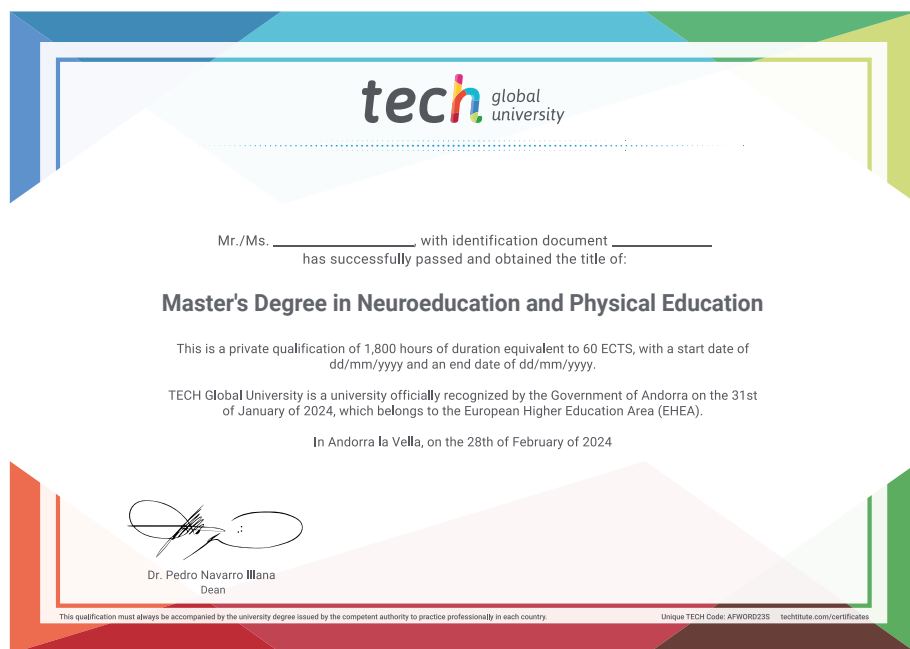 tech global
university
Mr./Ms. ____________, with identification document ____________
has successfully passed and obtained the title of:
Master's Degree in Neuroeducation and Physical Education
This is a private qualification of 1,800 hours of duration equivalent to 60 ECTS, with a start date of
dd/mm/yyyy and an end date of dd/mm/yyyy.
TECH Global University is a university officially recognized by the Government of Andorra on the 31st
of January of 2024, which belongs to the European Higher Education Area (EHEA).
In Andorra la Vella, on the 28th of February of 2024
Dr. Pedro Navarro Illana
Dean
This qualification must always be accompanied by the university degree issued by the competent authority to practice professionally in each country.
Unique TECH Code: AFWORD23S techtitute.com/certificates